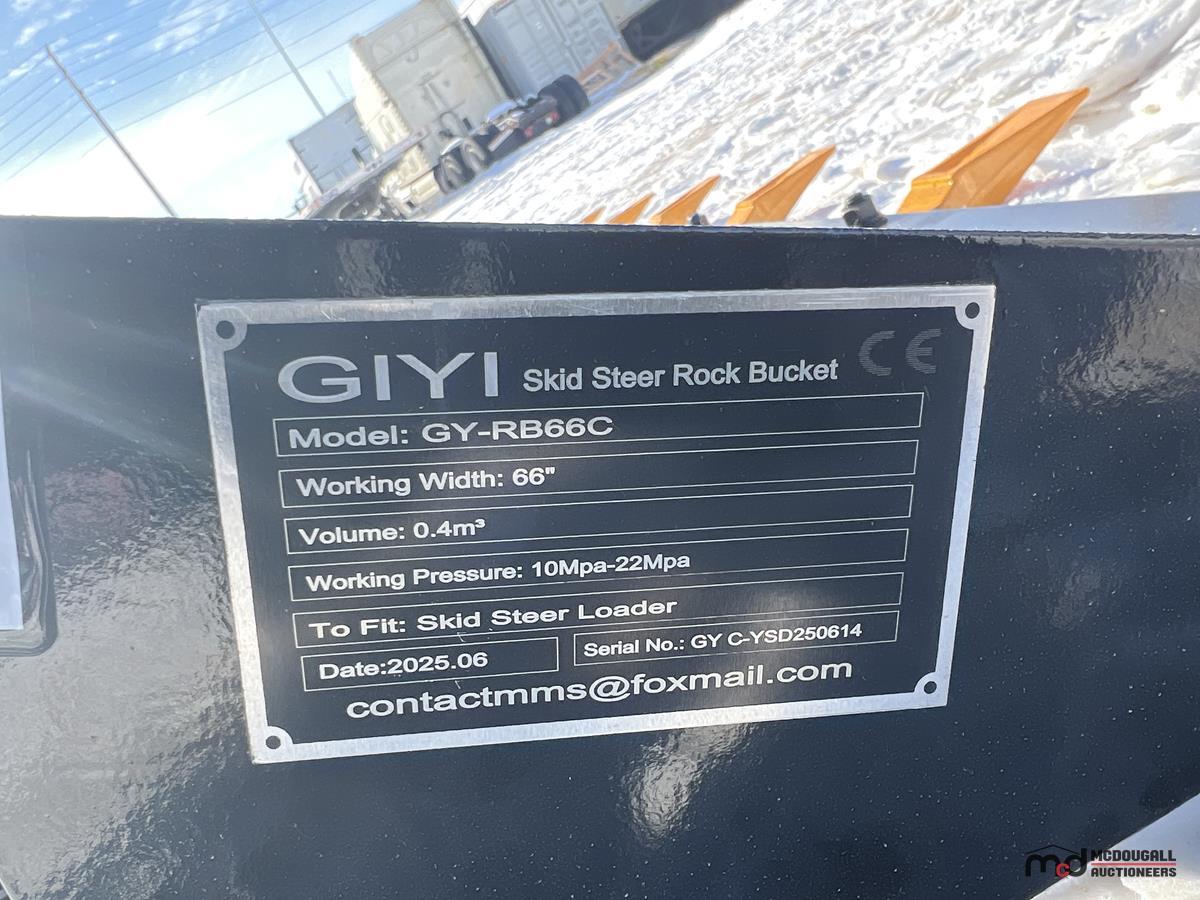 GIYI Skid Steer Rock Bucket CE
Model: GY-RB66C
Working Width: 66"
Volume: 0.4m³
Working Pressure: 10Mpa-22Mpa
To Fit: Skid Steer Loader
Date:2025.06 Serial No.: GY C-YSD250614
contactmms@foxmail.com
mcd MCDOUGALL
AUCTIONEERS